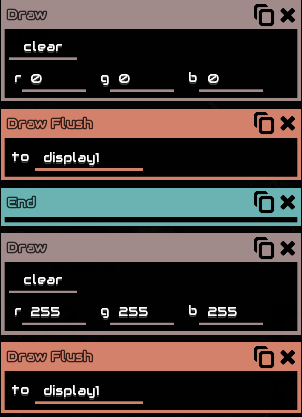 Draw
clear
r 0 g 0 b 0
Draw Flush
to display1
End
Draw
clear
r 255 g 255 b 255
Draw Flush
to display1